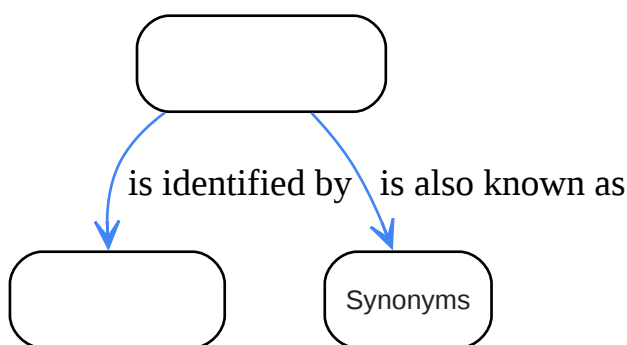 is identified by
is also known as
Synonyms